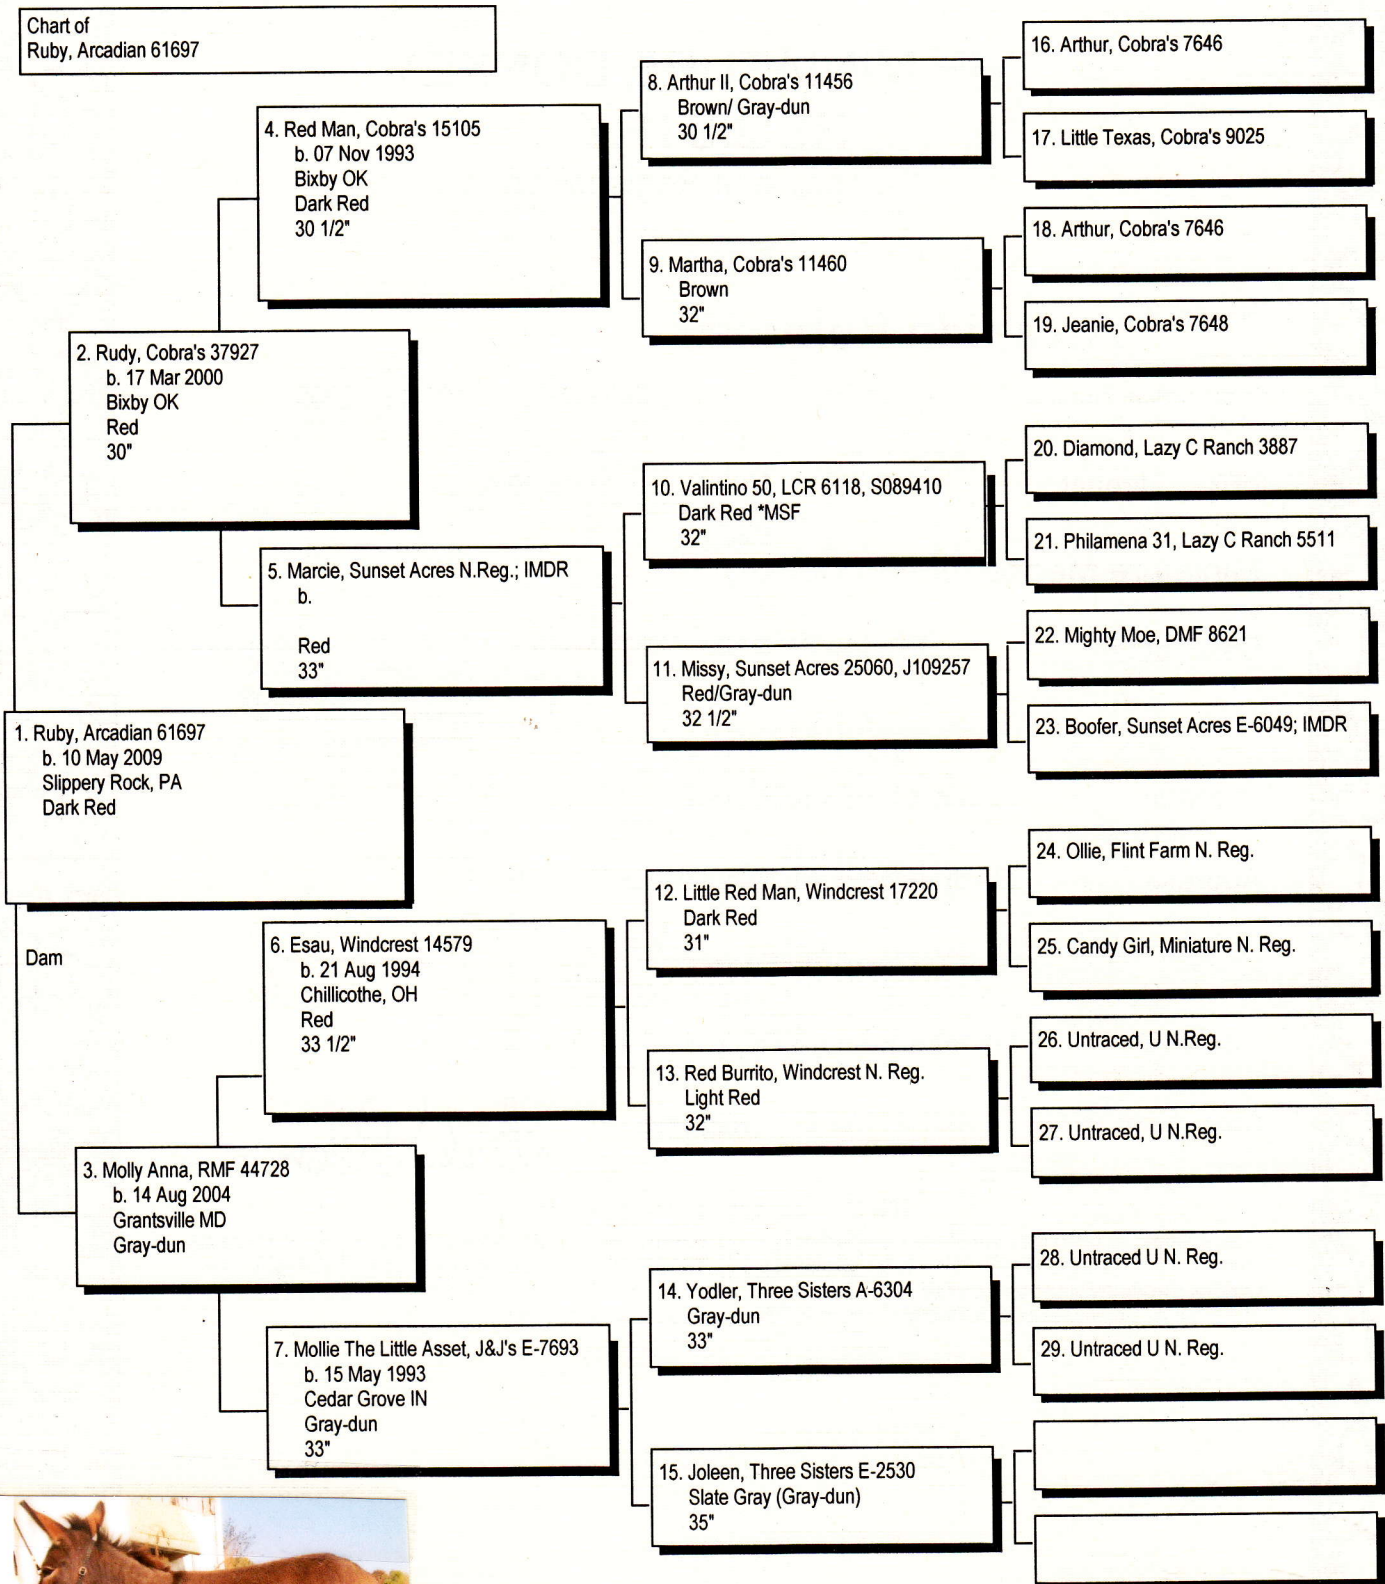 Chart of
Ruby, Arcadian 61697
1. Ruby, Arcadian 61697
b. 10 May 2009
Slippery Rock, PA
Dark Red
Dam
2. Rudy, Cobra's 37927
b. 17 Mar 2000
Bixby OK
Red
30"
3. Molly Anna, RMF 44728
b. 14 Aug 2004
Grantsville MD
Gray-dun
4. Red Man, Cobra's 15105
b. 07 Nov 1993
Bixby OK
Dark Red
30 1/2"
5. Marcie, Sunset Acres N.Reg.; IMDR
b.
Red
33"
6. Esau, Windcrest 14579
b. 21 Aug 1994
Chillicothe, OH
Red
33 1/2"
7. Mollie The Little Asset, J&J's E-7693
b. 15 May 1993
Cedar Grove IN
Gray-dun
33"
8. Arthur II, Cobra's 11456
Brown/ Gray-dun
30 1/2"
9. Martha, Cobra's 11460
Brown
32"
10. Valintino 50, LCR 6118, S089410
Dark Red *MSF
32"
11. Missy, Sunset Acres 25060, J109257
Red/Gray-dun
32 1/2"
12. Little Red Man, Windcrest 17220
Dark Red
31"
13. Red Burrito, Windcrest N. Reg.
Light Red
32"
14. Yodler, Three Sisters A-6304
Gray-dun
33"
15. Joleen, Three Sisters E-2530
Slate Gray (Gray-dun)
35"
16. Arthur, Cobra's 7646
17. Little Texas, Cobra's 9025
18. Arthur, Cobra's 7646
19. Jeanie, Cobra's 7648
20. Diamond, Lazy C Ranch 3887
21. Philamena 31, Lazy C Ranch 5511
22. Mighty Moe, DMF 8621
23. Boofer, Sunset Acres E-6049; IMDR
24. Ollie, Flint Farm N. Reg.
25. Candy Girl, Miniature N. Reg.
26. Untraced, U N.Reg.
27. Untraced, U N.Reg.
28. Untraced U N. Reg.
29. Untraced U N. Reg.